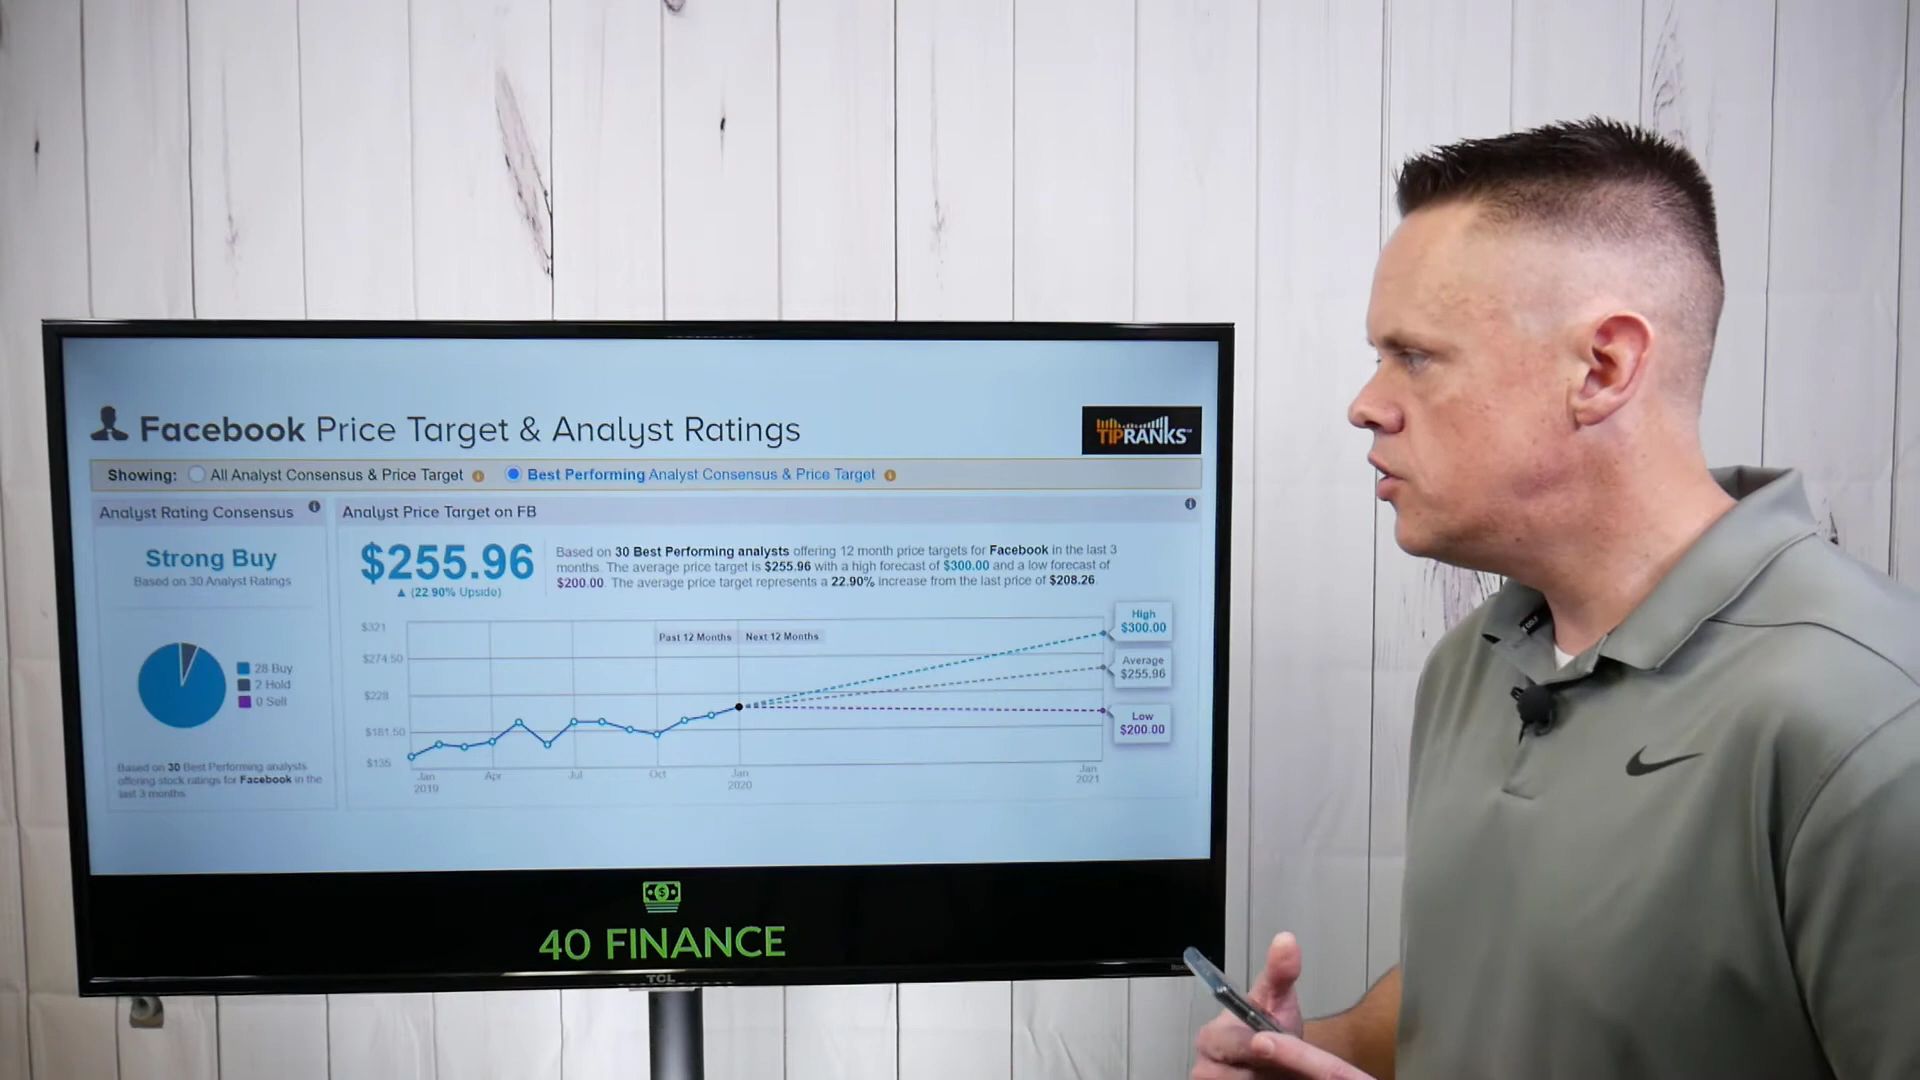 Facebook Price Target & Analyst Ratings
TIPRANKS
Showing: All Analyst Consensus & Price Target Best Performing Analyst Consensus & Price Target
Analyst Rating Consensus
Strong Buy
Based on 30 Analyst Ratings
28 Buy
2 Hold
0 Sell
Based on 30 Best Performing analysts
offering stock ratings for Facebook in the
last 3 months
Analyst Price Target on FB
$255.96
▲ (22.90% Upside)
Based on 30 Best Performing analysts offering 12 month price targets for Facebook in the last 3
months. The average price target is $255.96 with a high forecast of $300.00 and a low forecast of
$200.00. The average price target represents a 22.90% increase from the last price of $208.26.
$321
$274.50
$228
$181.50
$135
Past 12 Months Next 12 Months
High
$300.00
Average
$255.96
Low
$200.00
Jan
2019
Apr
Jul
Oct
Jan
2020
Jan
2021
40 FINANCE
TCL